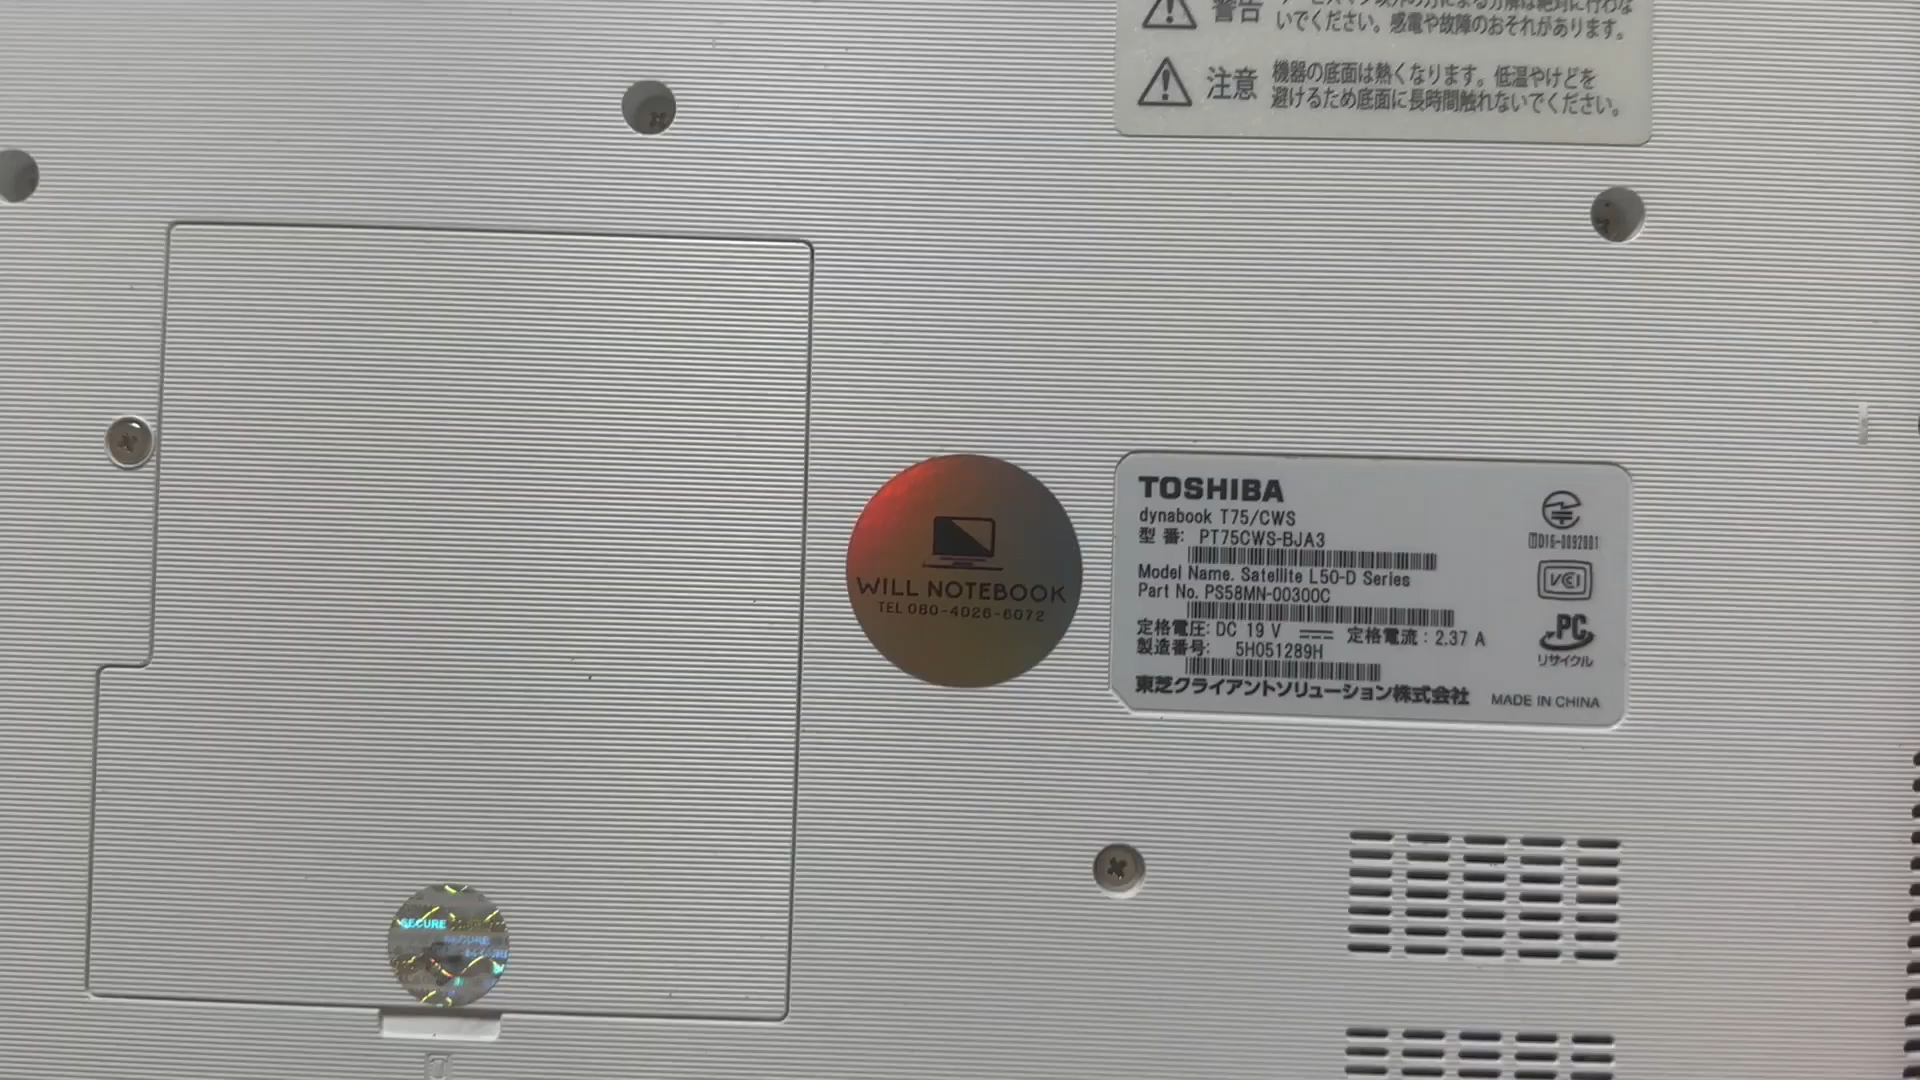 警告
いでください。感電や故障のおそれがあります。
注意 機器の底面は熱くなります。低温やけどを
避けるため底面に長時間触れないでください。
WILL NOTEBOOK
TEL 080-4026-6072
TOSHIBA
dynabook T75/CWS
型 番: PT75CWS-BJA3
Model Name. Satellite L50-D Series
Part No. PS58MN-00300C
定格電圧: DC 19 V 定格電流: 2.37 A
製造番号: 5H051289H
東芝クライアントソリューション株式会社 MADE IN CHINA
VCI
PC
リサイクル
SECURE